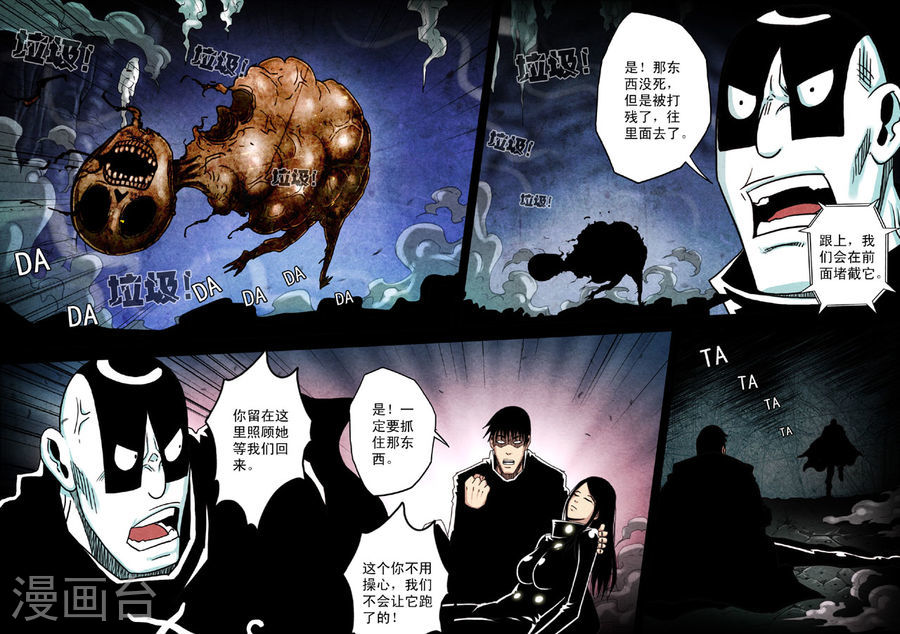 垃圾!
垃圾!
垃圾!
垃圾!
DA
DA
DA
DA
DA
DA
垃圾!
垃圾!
垃圾!
是！那东
西没死，
但是被打
残了，往
里面去了。
跟上，我
们会在前
面堵截它。
你留在这
里照顾她
等我们回
来。
是！一
定要抓
住那东
西。
这个你不用
操心，我们
不会让它跑
了的！
TA
TA
TA
TA
漫画台